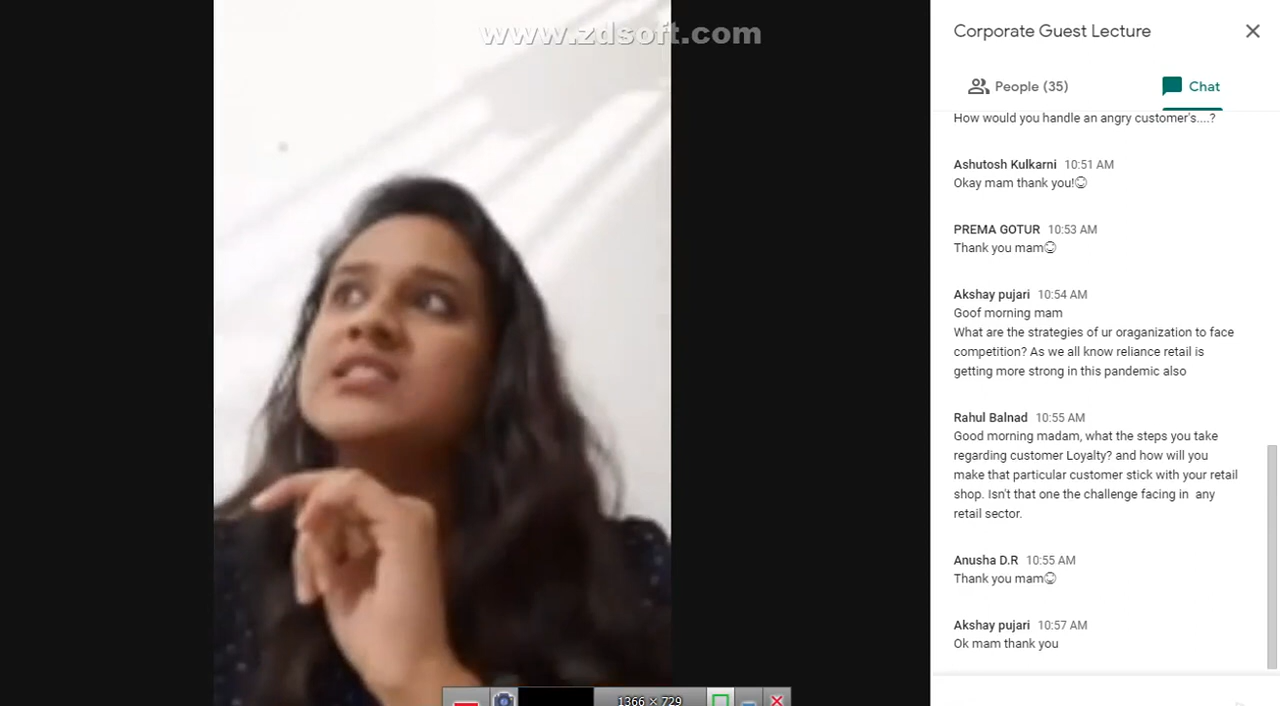 www.zdsoft.com
Corporate Guest Lecture
People (35)
Chat
How would you handle an angry customer's....?
Ashutosh Kulkarni 10:51 AM
Okay mam thank you!😊
PREMA GOTUR 10:53 AM
Thank you mam😊
Akshay pujari 10:54 AM
Goof morning mam
What are the strategies of ur oraganization to face
competition? As we all know reliance retail is
getting more strong in this pandemic also
Rahul Balnad 10:55 AM
Good morning madam, what the steps you take
regarding customer Loyalty? and how will you
make that particular customer stick with your retail
shop. Isn't that one the challenge facing in any
retail sector.
Anusha D.R 10:55 AM
Thank you mam😊
Akshay pujari 10:57 AM
Ok mam thank you
1366 × 729